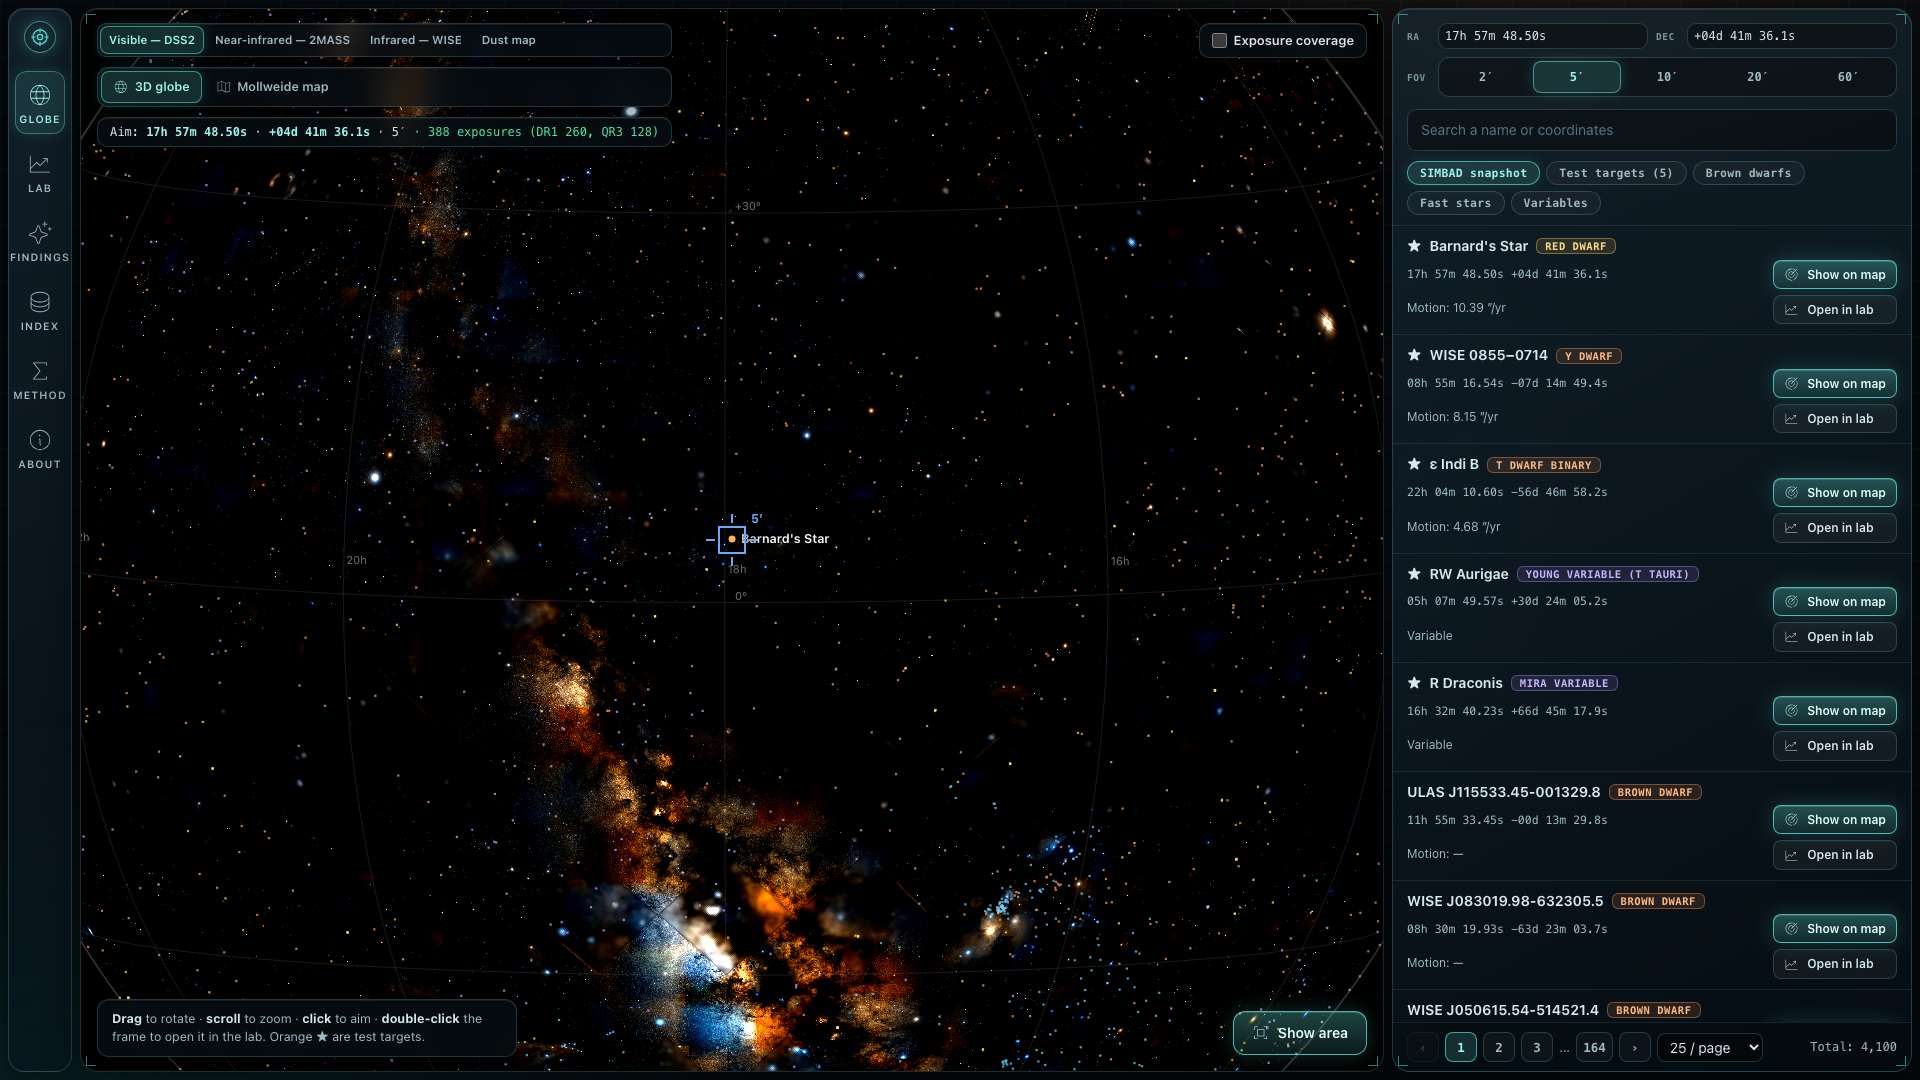 GLOBE
LAB
FINDINGS
INDEX
METHOD
ABOUT
Visible — DSS2
Near-infrared — 2MASS
Infrared — WISE
Dust map
3D globe
Mollweide map
Aim: 17h 57m 48.50s · +04d 41m 36.1s · 5′ · 388 exposures (DR1 260, QR3 128)
Exposure coverage
+30°
5′
Barnard's Star
18h
0°
20h
16h
2h
Drag to rotate · scroll to zoom · click to aim · double-click the
frame to open it in the lab. Orange ★ are test targets.
Show area
RA
17h 57m 48.50s
DEC
+04d 41m 36.1s
FOV
2′
5′
10′
20′
60′
Search a name or coordinates
SIMBAD snapshot
Test targets (5)
Brown dwarfs
Fast stars
Variables
★ Barnard's Star RED DWARF
17h 57m 48.50s +04d 41m 36.1s
Show on map
Motion: 10.39 ″/yr
Open in lab
★ WISE 0855−0714 Y DWARF
08h 55m 16.54s −07d 14m 49.4s
Show on map
Motion: 8.15 ″/yr
Open in lab
★ ε Indi B T DWARF BINARY
22h 04m 10.60s −56d 46m 58.2s
Show on map
Motion: 4.68 ″/yr
Open in lab
★ RW Aurigae YOUNG VARIABLE (T TAURI)
05h 07m 49.57s +30d 24m 05.2s
Show on map
Variable
Open in lab
★ R Draconis MIRA VARIABLE
16h 32m 40.23s +66d 45m 17.9s
Show on map
Variable
Open in lab
ULAS J115533.45-001329.8 BROWN DWARF
11h 55m 33.45s −00d 13m 29.8s
Show on map
Motion: —
Open in lab
WISE J083019.98-632305.5 BROWN DWARF
08h 30m 19.93s −63d 23m 03.7s
Show on map
Motion: —
Open in lab
WISE J050615.54-514521.4 BROWN DWARF
‹ 1 2 3 … 164 › 25 / page
Total: 4,100